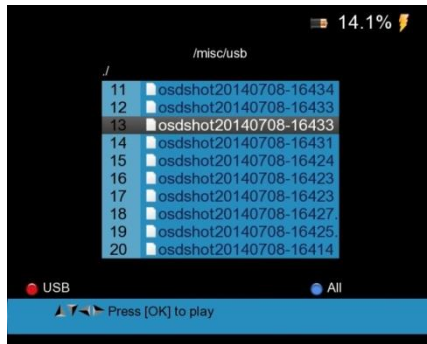 14.1%
/misc/usb
./
11 osdshot20140708-16434
12 osdshot20140708-16433
13 osdshot20140708-16433
14 osdshot20140708-16431
15 osdshot20140708-16424
16 osdshot20140708-16423
17 osdshot20140708-16423
18 osdshot20140708-16427.
19 osdshot20140708-16425.
20 osdshot20140708-16414
USB All
Press [OK] to play